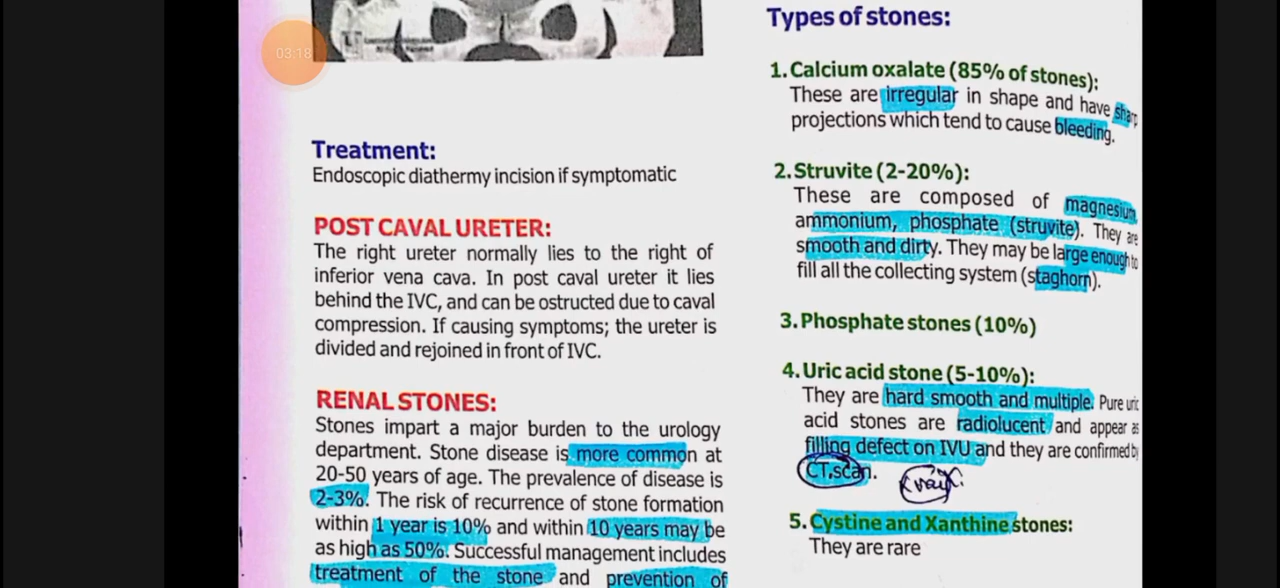 03:18
Treatment:
Endoscopic diathermy incision if symptomatic
POST CAVAL URETER:
The right ureter normally lies to the right of
inferior vena cava. In post caval ureter it lies
behind the IVC, and can be ostructed due to caval
compression. If causing symptoms; the ureter is
divided and rejoined in front of IVC.
RENAL STONES:
Stones impart a major burden to the urology
department. Stone disease is more common at
20-50 years of age. The prevalence of disease is
2-3%. The risk of recurrence of stone formation
within 1 year is 10% and within 10 years may be
as high as 50%. Successful management includes
treatment of the stone and prevention of
Types of stones:
1. Calcium oxalate (85% of stones):
These are irregular in shape and have sharp
projections which tend to cause bleeding.
2. Struvite (2-20%):
These are composed of magnesium,
ammonium, phosphate (struvite). They are
smooth and dirty. They may be large enough to
fill all the collecting system (staghorn).
3. Phosphate stones (10%)
4. Uric acid stone (5-10%):
They are hard smooth and multiple. Pure uric
acid stones are radiolucent and appear as
filling defect on IVU and they are confirmed by
CT.scan.
5. Cystine and Xanthine stones:
They are rare